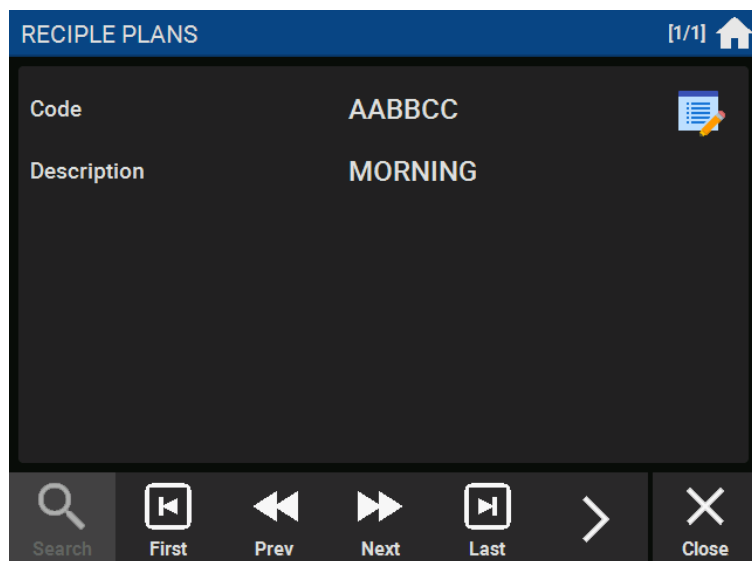 RECIPLE PLANS [1/1]
Code AABBCC
Description MORNING
Search First Prev Next Last Close